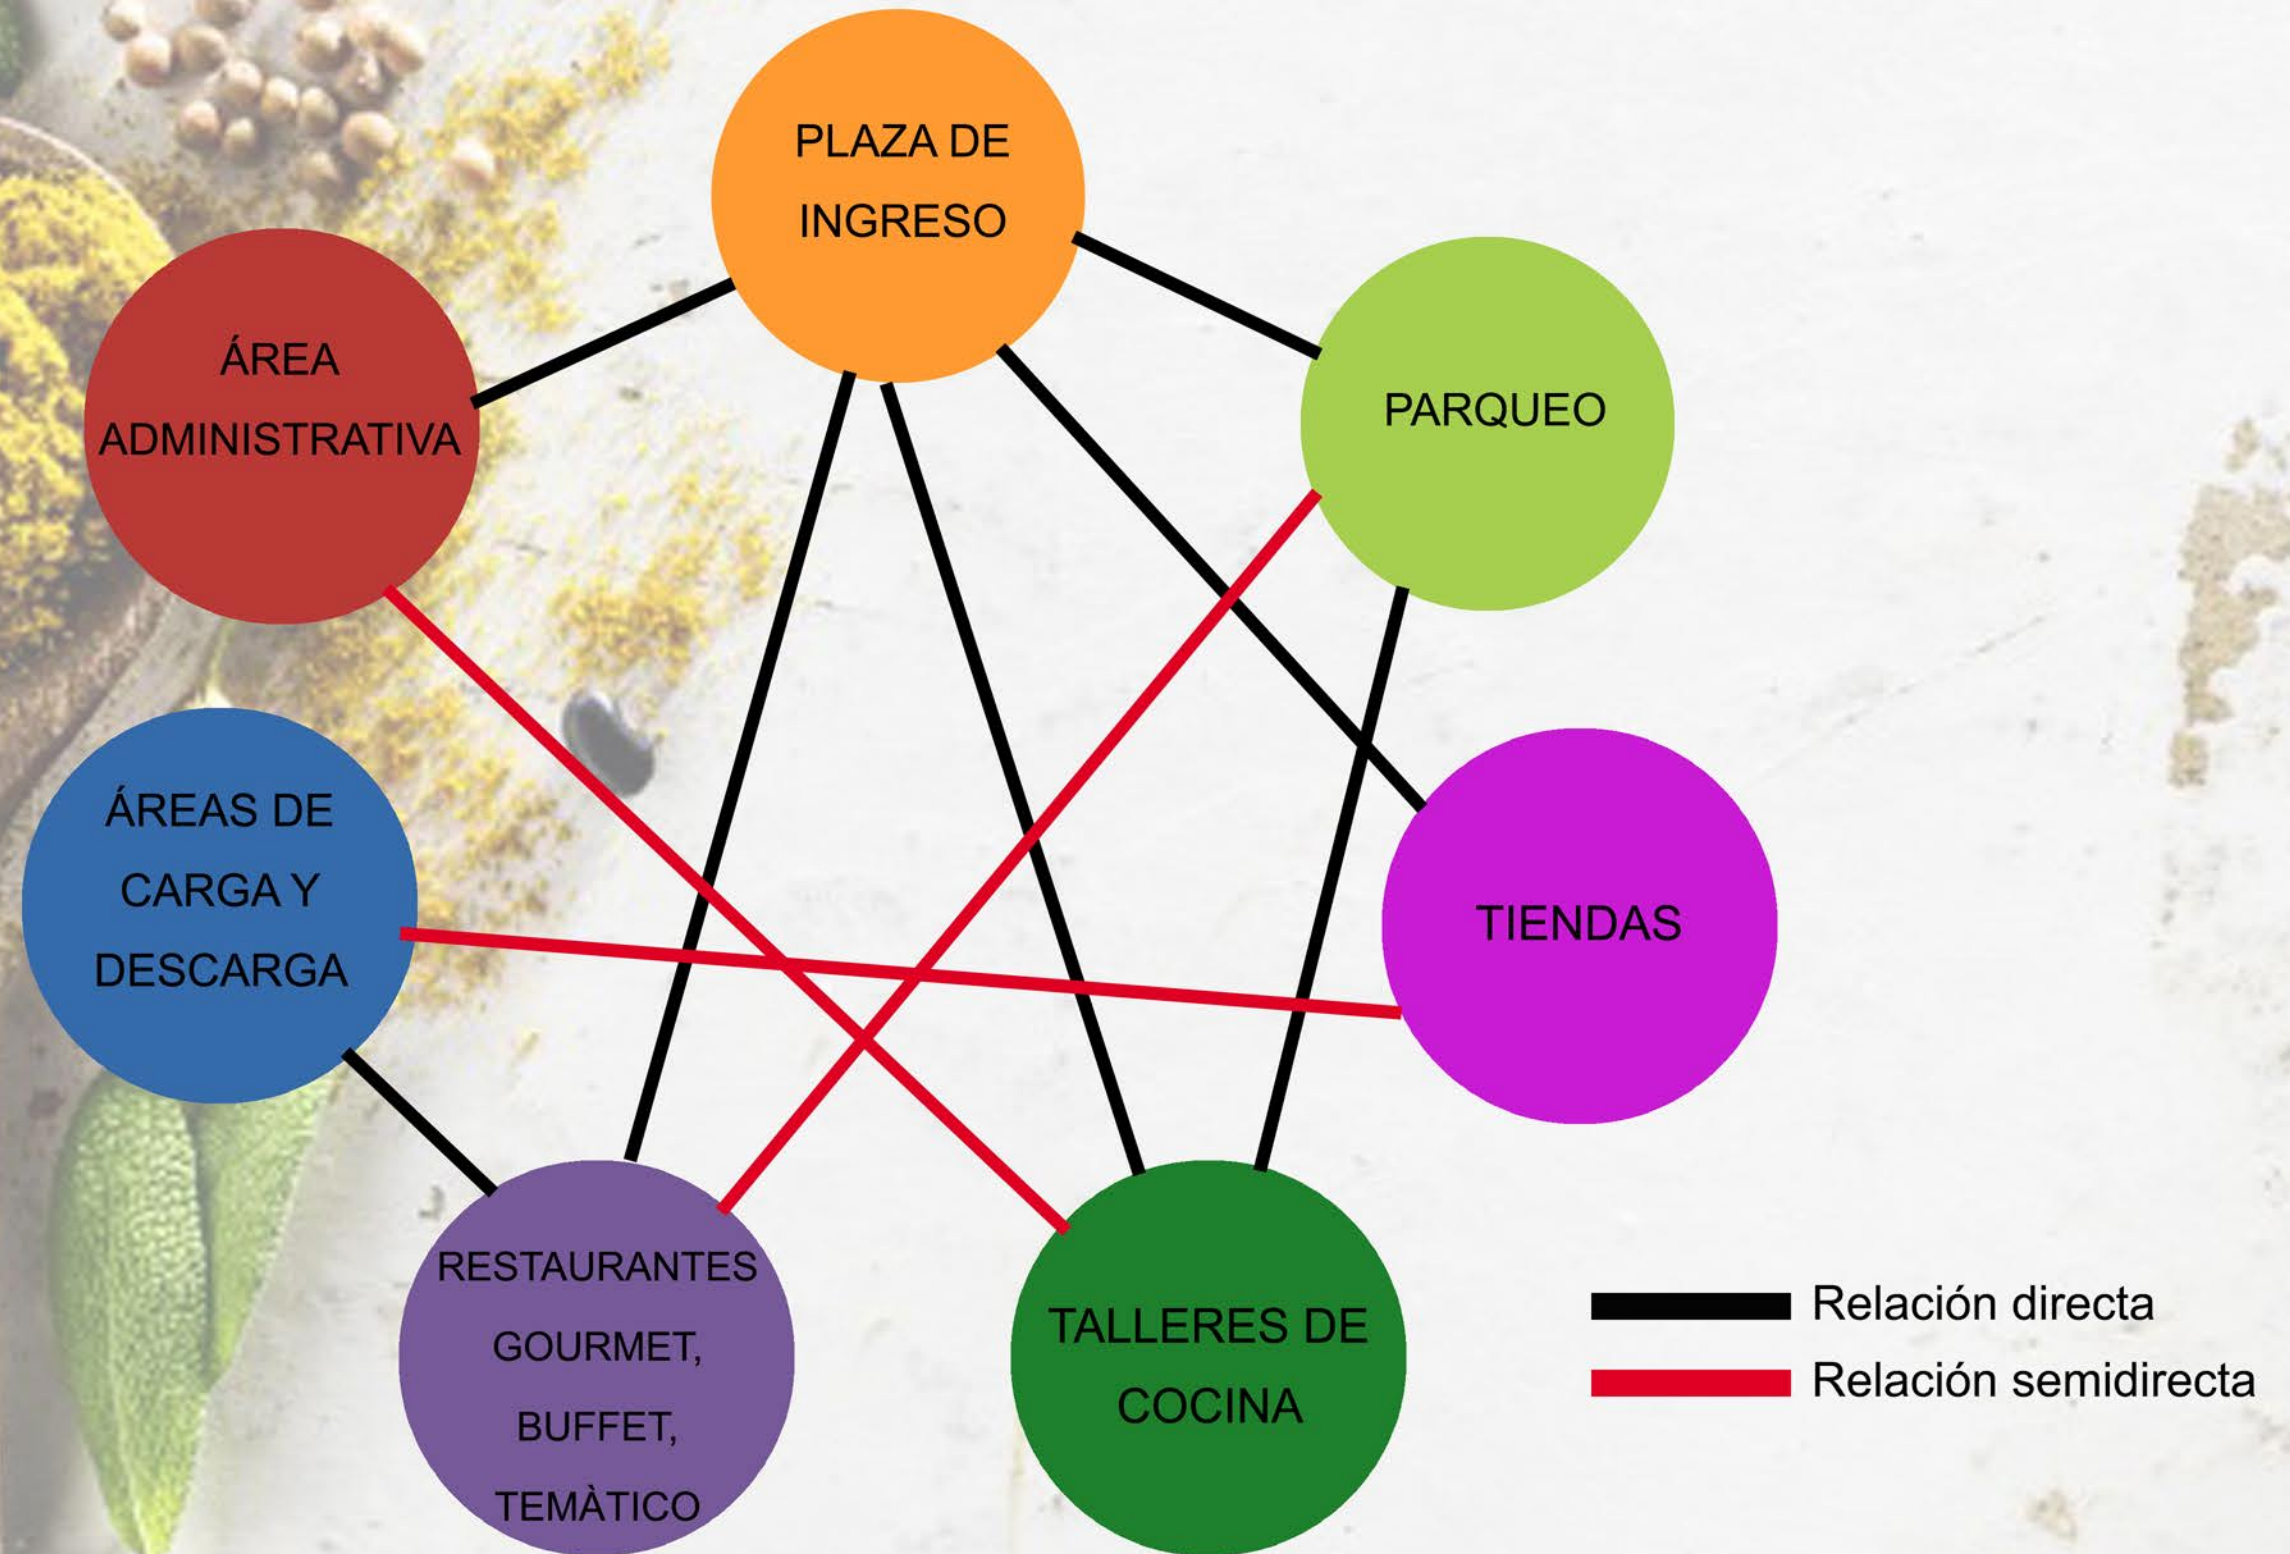 PLAZA DE
INGRESO
ÁREA
ADMINISTRATIVA
PARQUEO
ÁREAS DE
CARGA Y
DESCARGA
TIENDAS
RESTAURANTES
GOURMET,
BUFFET,
TEMÀTICO
TALLERES DE
COCINA
Relación directa
Relación semidirecta